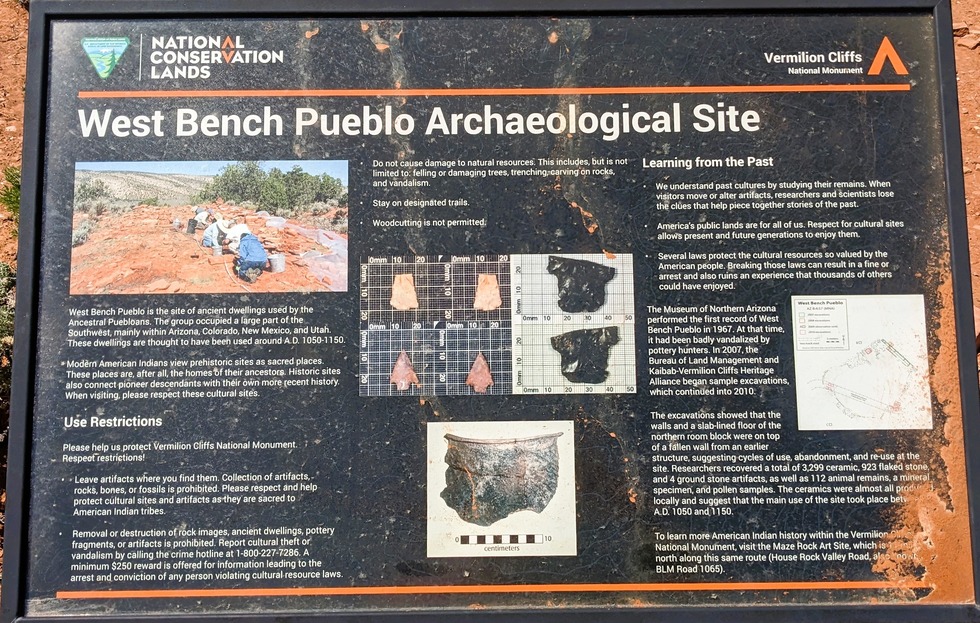 NATIONAL
CONSERVATION
LANDS
Vermilion Cliffs
National Monument
West Bench Pueblo Archaeological Site
West Bench Pueblo is the site of ancient dwellings used by the
Ancestral Puebloans. The group occupied a large part of the
Southwest, mainly within Arizona, Colorado, New Mexico, and Utah.
These dwellings are thought to have been used around A.D. 1050-1150.
Modern American Indians view prehistoric sites as sacred places.
These places are, after all, the homes of their ancestors. Historic sites
also connect pioneer descendants with their own more recent history.
When visiting, please respect these cultural sites.
Use Restrictions
Please help us protect Vermilion Cliffs National Monument.
Respect restrictions!
· Leave artifacts where you find them. Collection of artifacts,
rocks, bones, or fossils is prohibited. Please respect and help
protect cultural sites and artifacts as they are sacred to
American Indian tribes.
· Removal or destruction of rock images, ancient dwellings, pottery
fragments, or artifacts is prohibited. Report cultural theft or
vandalism by calling the crime hotline at 1-800-227-7286. A
minimum $250 reward is offered for information leading to the
arrest and conviction of any person violating cultural resource laws.
· Do not cause damage to natural resources. This includes, but is not
limited to: felling or damaging trees, trenching, carving on rocks,
and vandalism.
· Stay on designated trails.
· Woodcutting is not permitted.
0mm 10 20
0mm 10 20
0mm 10 20
0mm 10 20
0mm 10 20 30 40 50
0 10
centimeters
Learning from the Past
· We understand past cultures by studying their remains. When
visitors move or alter artifacts, researchers and scientists lose
the clues that help piece together stories of the past.
· America's public lands are for all of us. Respect for cultural sites
allows present and future generations to enjoy them.
· Several laws protect the cultural resources so valued by the
American people. Breaking those laws can result in a fine or
arrest and also ruins an experience that thousands of others
could have enjoyed.
The Museum of Northern Arizona
performed the first record of West
Bench Pueblo in 1967. At that time,
it had been badly vandalized by
pottery hunters. In 2007, the
Bureau of Land Management and
Kaibab-Vermilion Cliffs Heritage
Alliance began sample excavations,
which continued into 2010.
West Bench Pueblo
The excavations showed that the
walls and a slab-lined floor of the
northern room block were on top
of a fallen wall from an earlier
structure, suggesting cycles of use, abandonment, and re-use at the
site. Researchers recovered a total of 3,299 ceramic, 923 flaked stone,
and 4 ground stone artifacts, as well as 112 animal remains, a mineral
specimen, and pollen samples. The ceramics were almost all
locally and suggest that the main use of the site took place
A.D. 1050 and 1150.
To learn more American Indian history within the Vermilion
National Monument, visit the Maze Rock Art Site, which is
north along this same route (House Rock Valley Road,
BLM Road 1065).